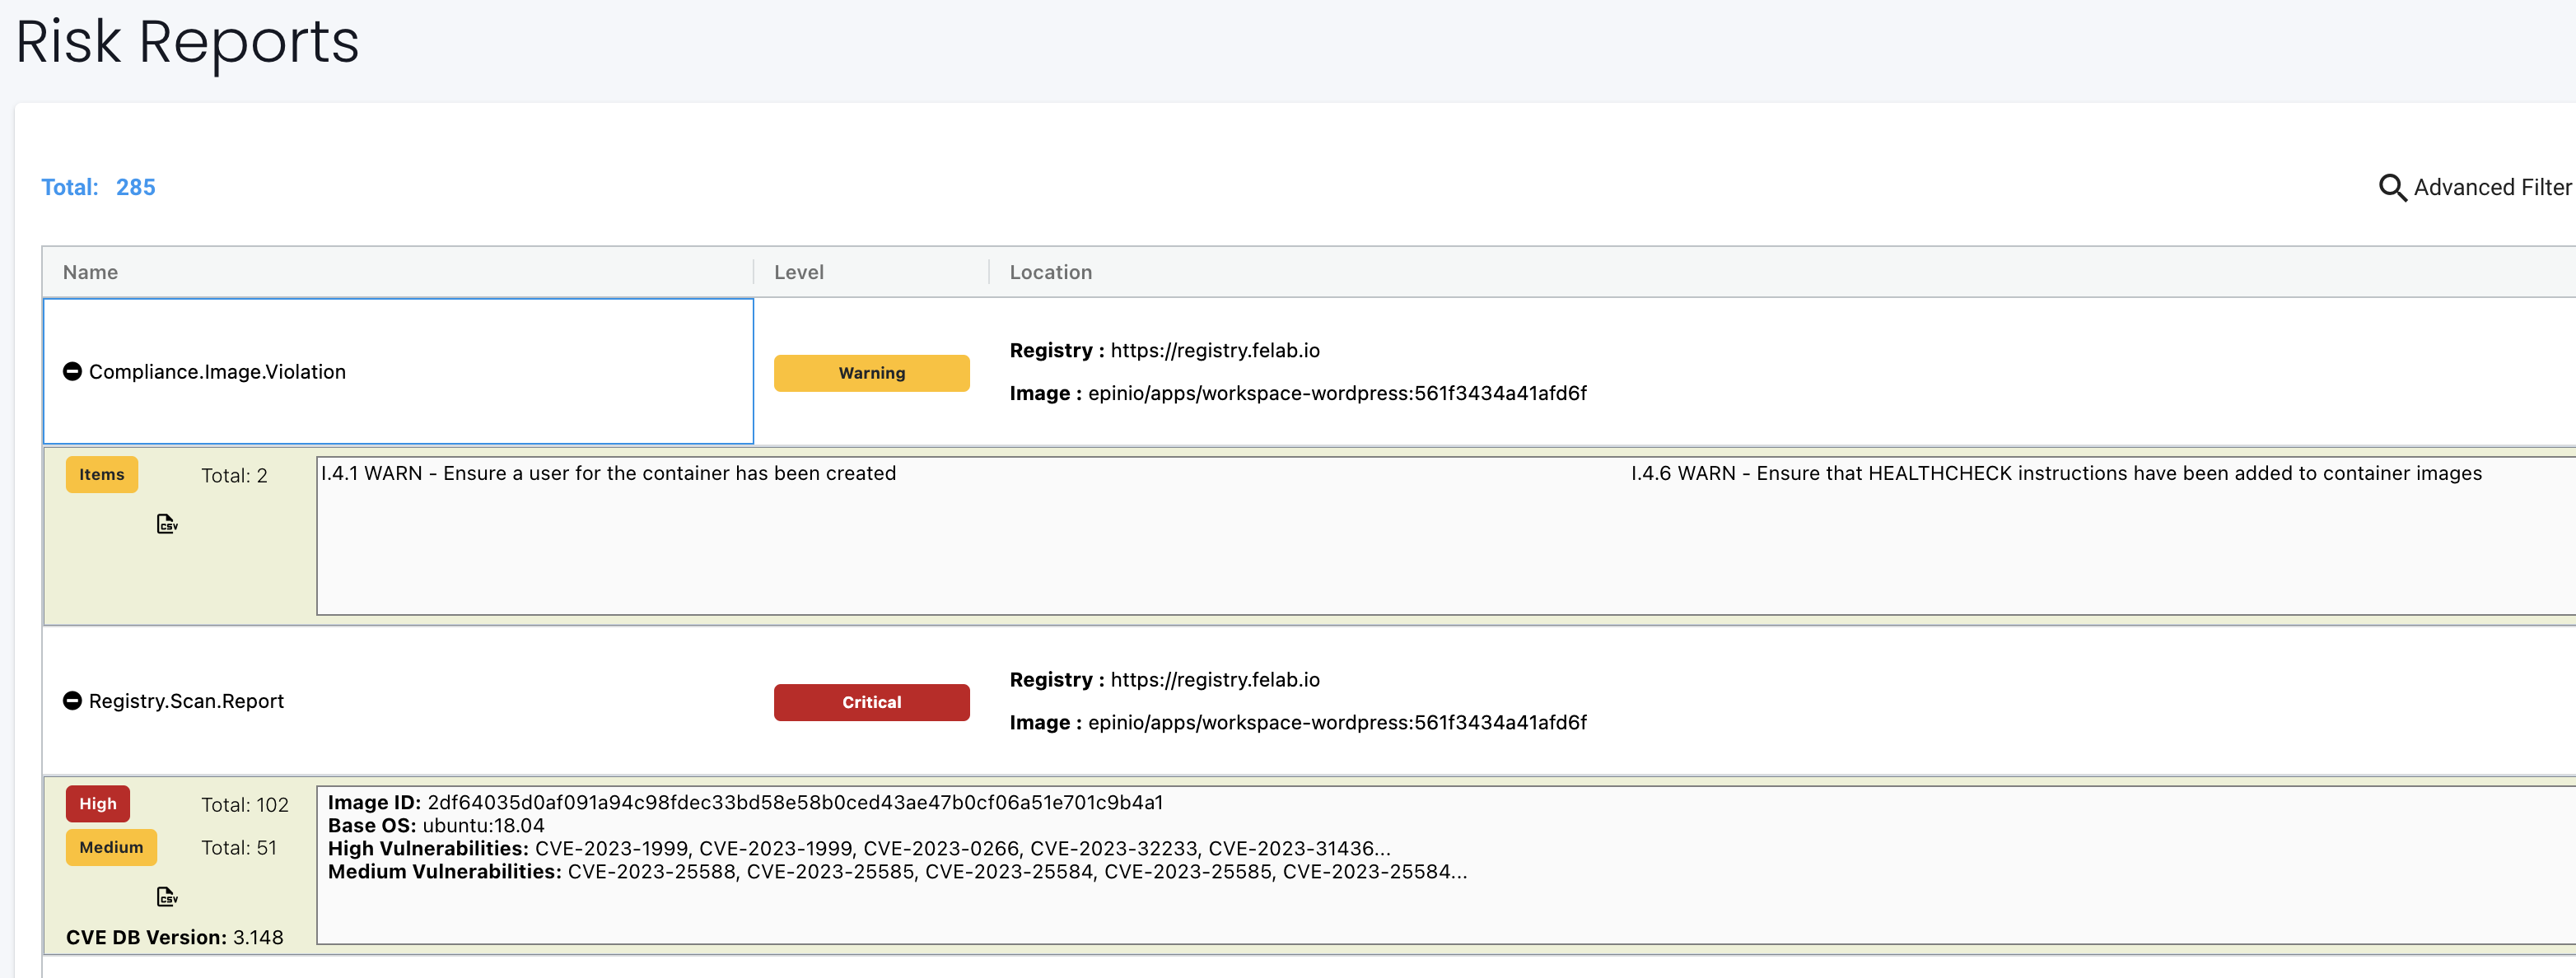 Risk Reports
Total: 285
Advanced Filter
Name Level Location
Compliance.Image.Violation
Warning
Registry : https://registry.felab.io
Image : epinio/apps/workspace-wordpress:561f3434a41afd6f
Items Total: 2
CSV
I.4.1 WARN - Ensure a user for the container has been created
I.4.6 WARN - Ensure that HEALTHCHECK instructions have been added to container images
Registry.Scan.Report
Critical
Registry : https://registry.felab.io
Image : epinio/apps/workspace-wordpress:561f3434a41afd6f
High Total: 102
Medium Total: 51
CSV
CVE DB Version: 3.148
Image ID: 2df64035d0af091a94c98fdec33bd58e58b0ced43ae47b0cf06a51e701c9b4a1
Base OS: ubuntu:18.04
High Vulnerabilities: CVE-2023-1999, CVE-2023-1999, CVE-2023-0266, CVE-2023-32233, CVE-2023-31436...
Medium Vulnerabilities: CVE-2023-25588, CVE-2023-25585, CVE-2023-25584, CVE-2023-25585, CVE-2023-25584...